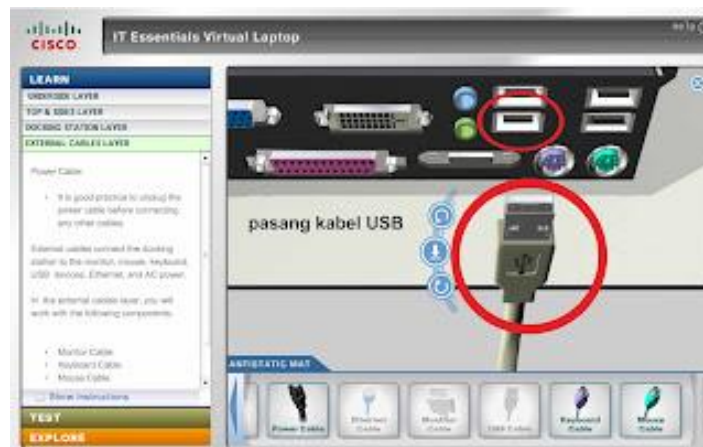 CISCO
IT Essentials Virtual Laptop
LEARN
UNDERSIDE LAYER
TOP & SIDES LAYER
DOCKING STATION LAYER
EXTERNAL CABLES LAYER
Power Cable:
• It is good practice to unplug the
power cable before connecting
any other cables.
External cables connect the docking
station to the monitor, mouse, keyboard,
USB devices, Ethernet, and AC power.
In the external cables layer, you will
work with the following components:
• Monitor Cable
• Keyboard Cable
• Mouse Cable
Show Instructions
TEST
EXPLORE
pasang kabel USB
ANTISTATIC MAT
Power Cable
Ethernet Cable
Monitor Cable
USB Cable
Keyboard Cable
Mouse Cable